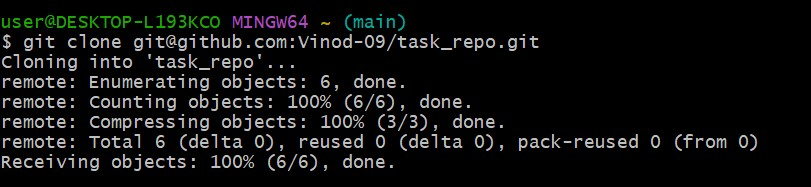 user@DESKTOP-L193KCO MINGW64 ~ (main)
$ git clone git@github.com:Vinod-09/task_repo.git
Cloning into 'task_repo'...
remote: Enumerating objects: 6, done.
remote: Counting objects: 100% (6/6), done.
remote: Compressing objects: 100% (3/3), done.
remote: Total 6 (delta 0), reused 0 (delta 0), pack-reused 0 (from 0)
Receiving objects: 100% (6/6), done.